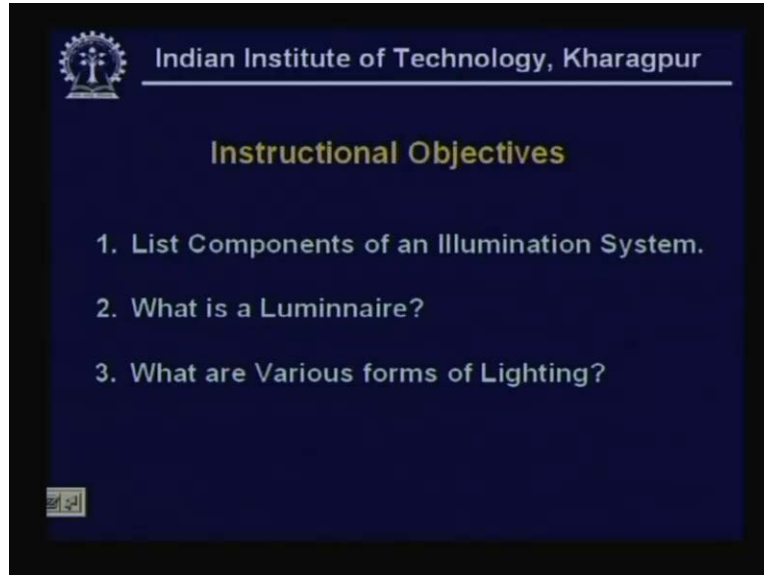 Indian Institute of Technology, Kharagpur
Instructional Objectives
1. List Components of an Illumination System.
2. What is a Luminnaire?
3. What are Various forms of Lighting?